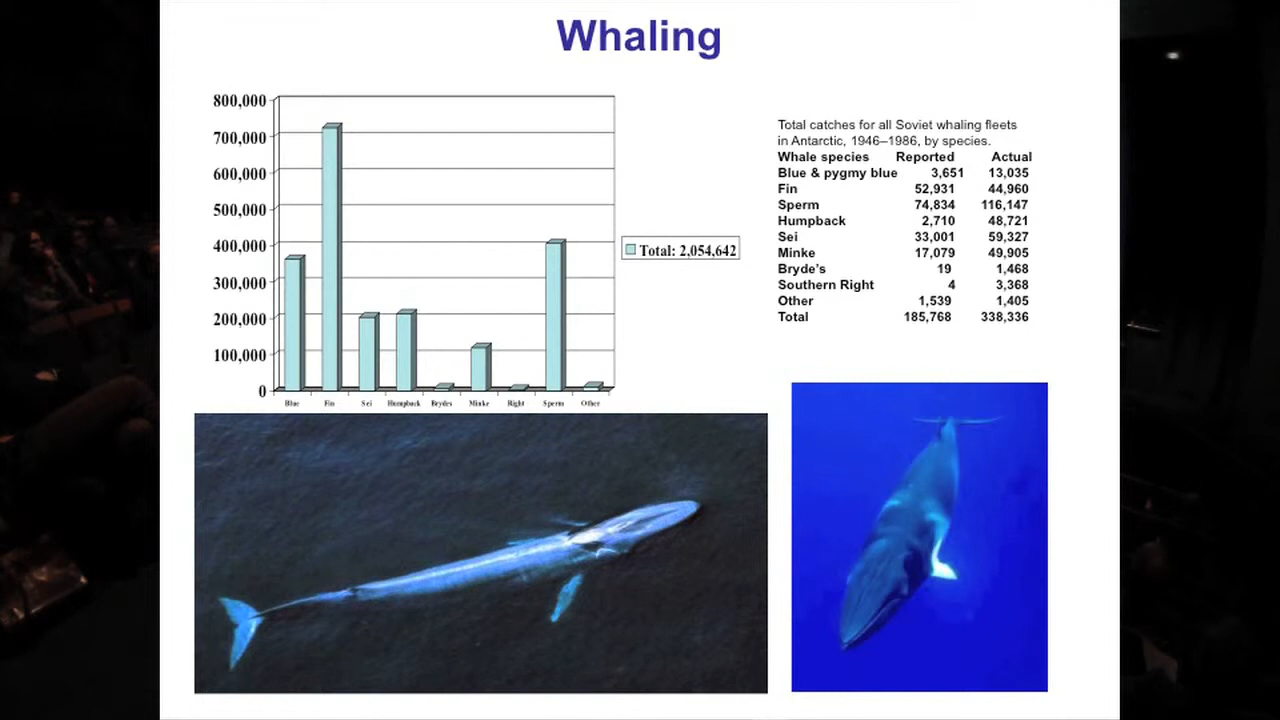 Whaling
800,000
700,000
600,000
500,000
400,000
300,000
200,000
100,000
0
Blue Fin Sei Humpback Brydes Minke Right Sperm Other
Total: 2,054,642
Total catches for all Soviet whaling fleets
in Antarctic, 1946–1986, by species.
Whale species Reported Actual
Blue & pygmy blue 3,651 13,035
Fin 52,931 44,960
Sperm 74,834 116,147
Humpback 2,710 48,721
Sei 33,001 59,327
Minke 17,079 49,905
Bryde's 19 1,468
Southern Right 4 3,368
Other 1,539 1,405
Total 185,768 338,336